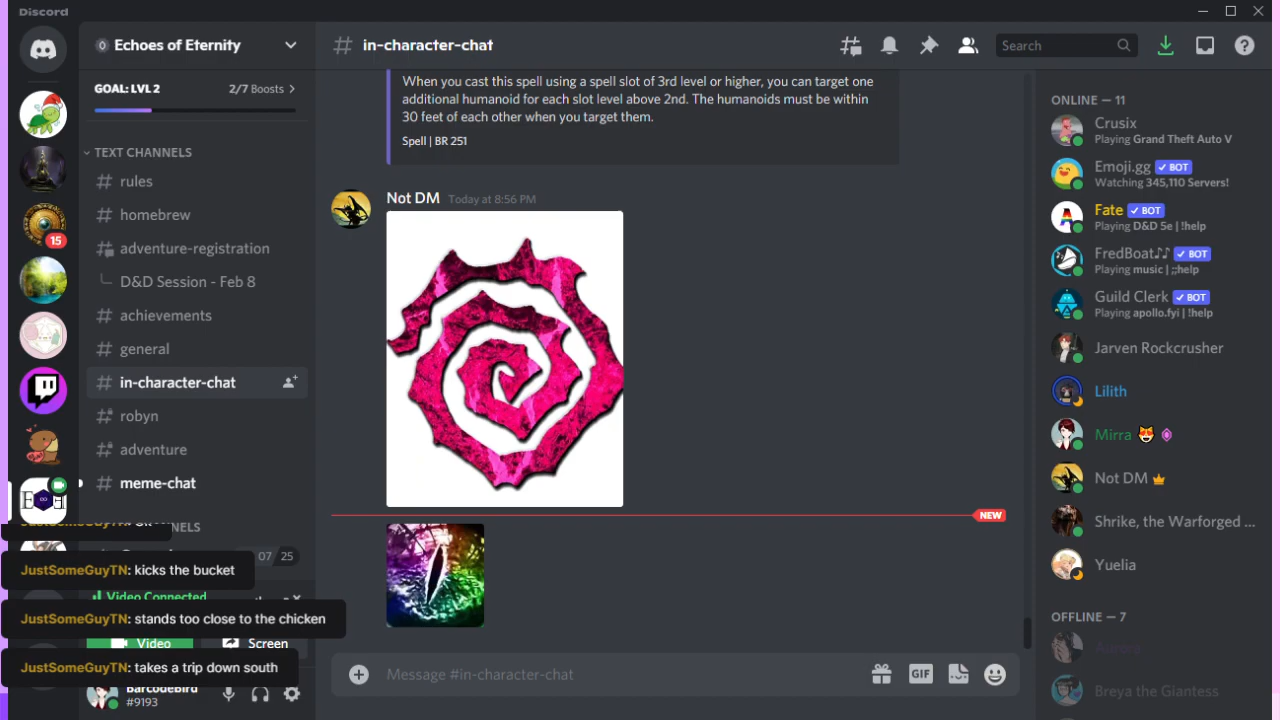 Discord
Echoes of Eternity
GOAL: LVL 2
2/7 Boosts
TEXT CHANNELS
rules
homebrew
adventure-registration
D&D Session - Feb 8
achievements
general
in-character-chat
robyn
adventure
meme-chat
07 25
JustSomeGuyTN: kicks the bucket
Video Connected
JustSomeGuyTN: stands too close to the chicken
Video
Screen
JustSomeGuyTN: takes a trip down south
Barcodebird
#9193
in-character-chat
Search
When you cast this spell using a spell slot of 3rd level or higher, you can target one
additional humanoid for each slot level above 2nd. The humanoids must be within
30 feet of each other when you target them.
Spell | BR 251
Not DM Today at 8:56 PM
NEW
Message #in-character-chat
GIF
ONLINE — 11
Crusix
Playing Grand Theft Auto V
Emoji.gg BOT
Watching 345,110 Servers!
Fate BOT
Playing D&D 5e | !help
FredBoat♪♪ BOT
Playing music | ;;help
Guild Clerk BOT
Playing apollo.fyi | !help
Jarven Rockcrusher
Lilith
Mirra
Not DM
Shrike, the Warforged ...
Yuelia
OFFLINE — 7
Aurora
Breya the Giantess
15